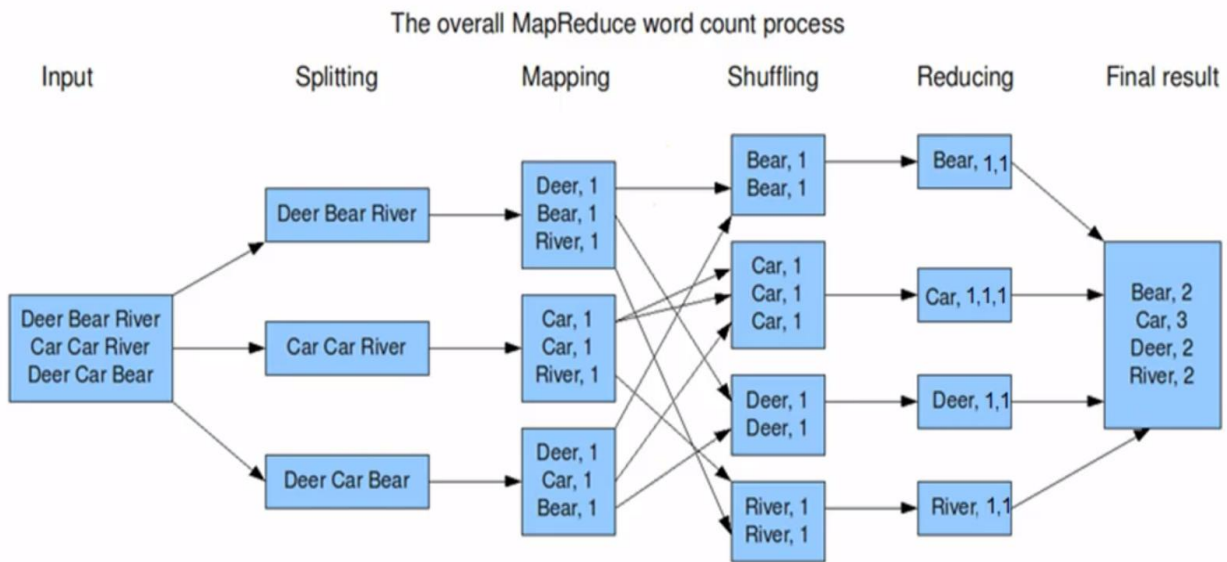 The overall MapReduce word count process
Input
Splitting
Mapping
Shuffling
Reducing
Final result
Deer Bear River
Car Car River
Deer Car Bear
Deer Bear River
Car Car River
Deer Car Bear
Deer, 1
Bear, 1
River, 1
Car, 1
Car, 1
River, 1
Deer, 1
Car, 1
Bear, 1
Bear, 1
Bear, 1
Car, 1
Car, 1
Car, 1
Deer, 1
Deer, 1
River, 1
River, 1
Bear, 1,1
Car, 1,1,1
Deer, 1,1
River, 1,1
Bear, 2
Car, 3
Deer, 2
River, 2